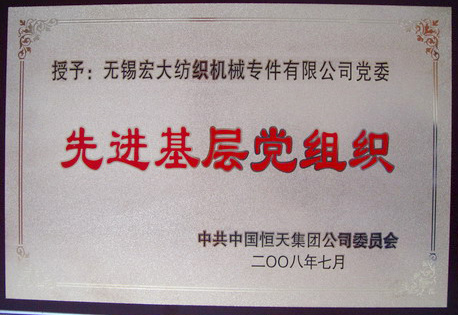 授予：无锡宏大纺织机械专件有限公司党委
先进基层党组织
中共中国恒天集团公司委员会
二〇〇八年七月